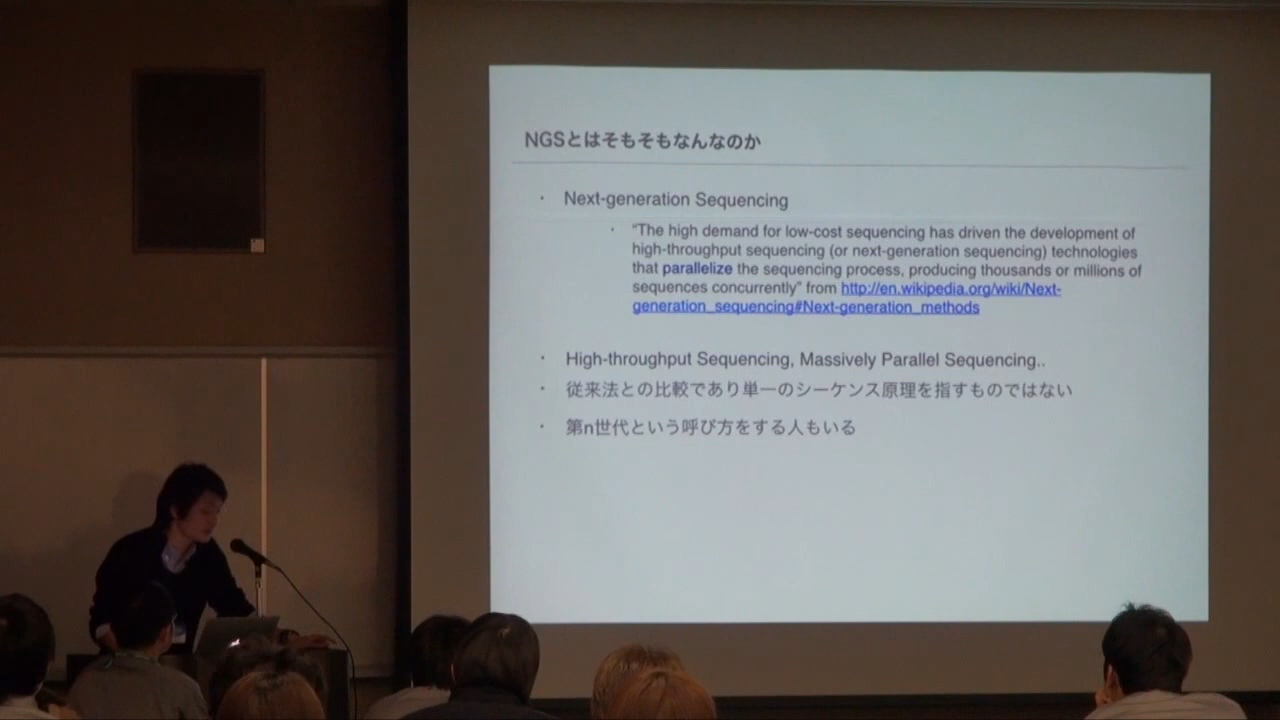 NGSとはそもそもなんなのか
· Next-generation Sequencing
· “The high demand for low-cost sequencing has driven the development of
high-throughput sequencing (or next-generation sequencing) technologies
that parallelize the sequencing process, producing thousands or millions of
sequences concurrently” from http://en.wikipedia.org/wiki/Next-
generation_sequencing#Next-generation_methods
· High-throughput Sequencing, Massively Parallel Sequencing..
· 従来法との比較であり単一のシーケンス原理を指すものではない
· 第n世代という呼び方をする人もいる